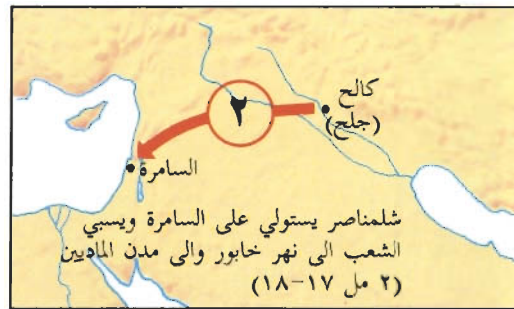 كالح
(جلح)
٢
السامرة
شلمناصر يستولي على السامرة ويسبي
الشعب الى نهر خابور والى مدن الماديين
(٢ مل ١٧-١٨)